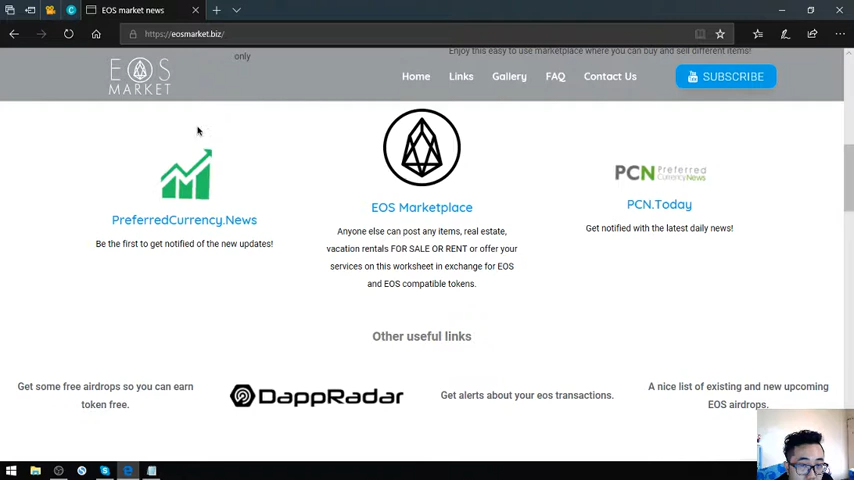 EOS market news
https://eosmarket.biz/
only
Enjoy this easy to use marketplace where you can buy and sell different items!
EOS
MARKET
Home
Links
Gallery
FAQ
Contact Us
SUBSCRIBE
PreferredCurrency.News
Be the first to get notified of the new updates!
EOS Marketplace
Anyone else can post any items, real estate,
vacation rentals FOR SALE OR RENT or offer your
services on this worksheet in exchange for EOS
and EOS compatible tokens.
PCN Preferred
CurrencyNews
PCN.Today
Get notified with the latest daily news!
Other useful links
Get some free airdrops so you can earn
token free.
DappRadar
Get alerts about your eos transactions.
A nice list of existing and new upcoming
EOS airdrops.